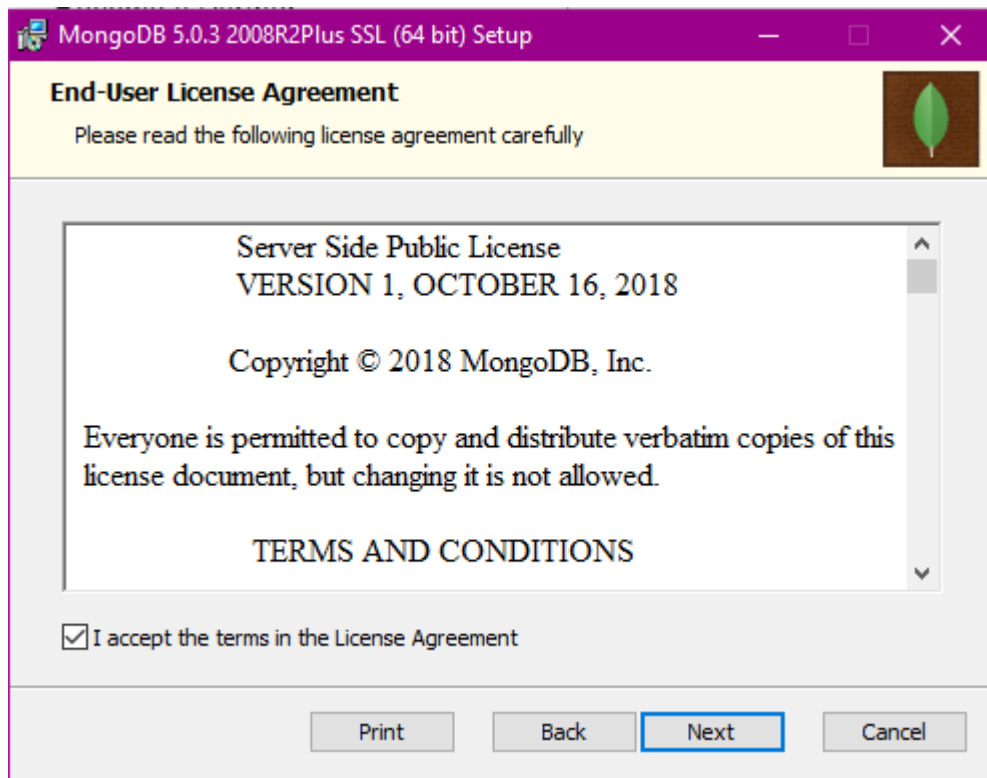 MongoDB 5.0.3 2008R2Plus SSL (64 bit) Setup
End-User License Agreement
Please read the following license agreement carefully
Server Side Public License
VERSION 1, OCTOBER 16, 2018
Copyright © 2018 MongoDB, Inc.
Everyone is permitted to copy and distribute verbatim copies of this
license document, but changing it is not allowed.
TERMS AND CONDITIONS
I accept the terms in the License Agreement
Print Back Next Cancel